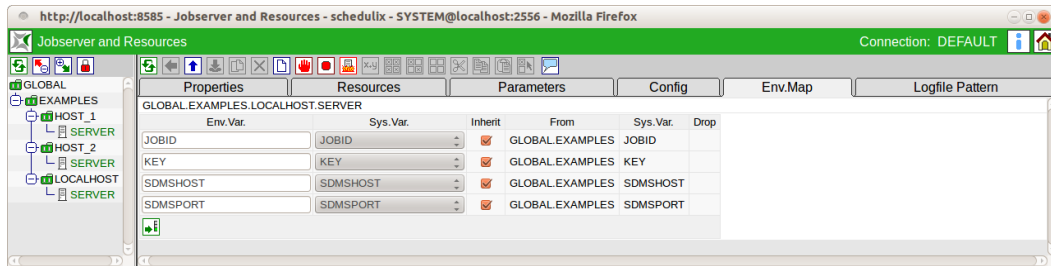 http://localhost:8585 - Jobserver and Resources - schedulix - SYSTEM@localhost:2556 - Mozilla Firefox
Jobserver and Resources
Connection: DEFAULT
x-y
GLOBAL
EXAMPLES
HOST_1
SERVER
HOST_2
SERVER
LOCALHOST
SERVER
Properties Resources Parameters Config Env.Map Logfile Pattern
GLOBAL.EXAMPLES.LOCALHOST.SERVER
Env.Var. Sys.Var. Inherit From Sys.Var. Drop
JOBID JOBID GLOBAL.EXAMPLES JOBID
KEY KEY GLOBAL.EXAMPLES KEY
SDMSHOST SDMSHOST GLOBAL.EXAMPLES SDMSHOST
SDMSPORT SDMSPORT GLOBAL.EXAMPLES SDMSPORT